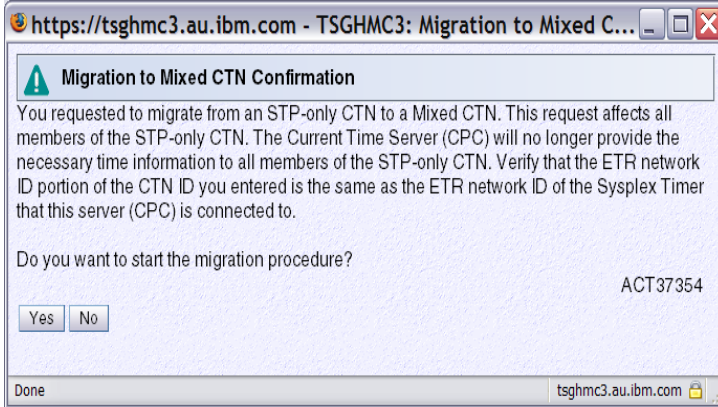 https://tsghmc3.au.ibm.com - TSGHMC3: Migration to Mixed C...
Migration to Mixed CTN Confirmation
You requested to migrate from an STP-only CTN to a Mixed CTN. This request affects all
members of the STP-only CTN. The Current Time Server (CPC) will no longer provide the
necessary time information to all members of the STP-only CTN. Verify that the ETR network
ID portion of the CTN ID you entered is the same as the ETR network ID of the Sysplex Timer
that this server (CPC) is connected to.
Do you want to start the migration procedure?
ACT37354
Yes No
Done tsghmc3.au.ibm.com